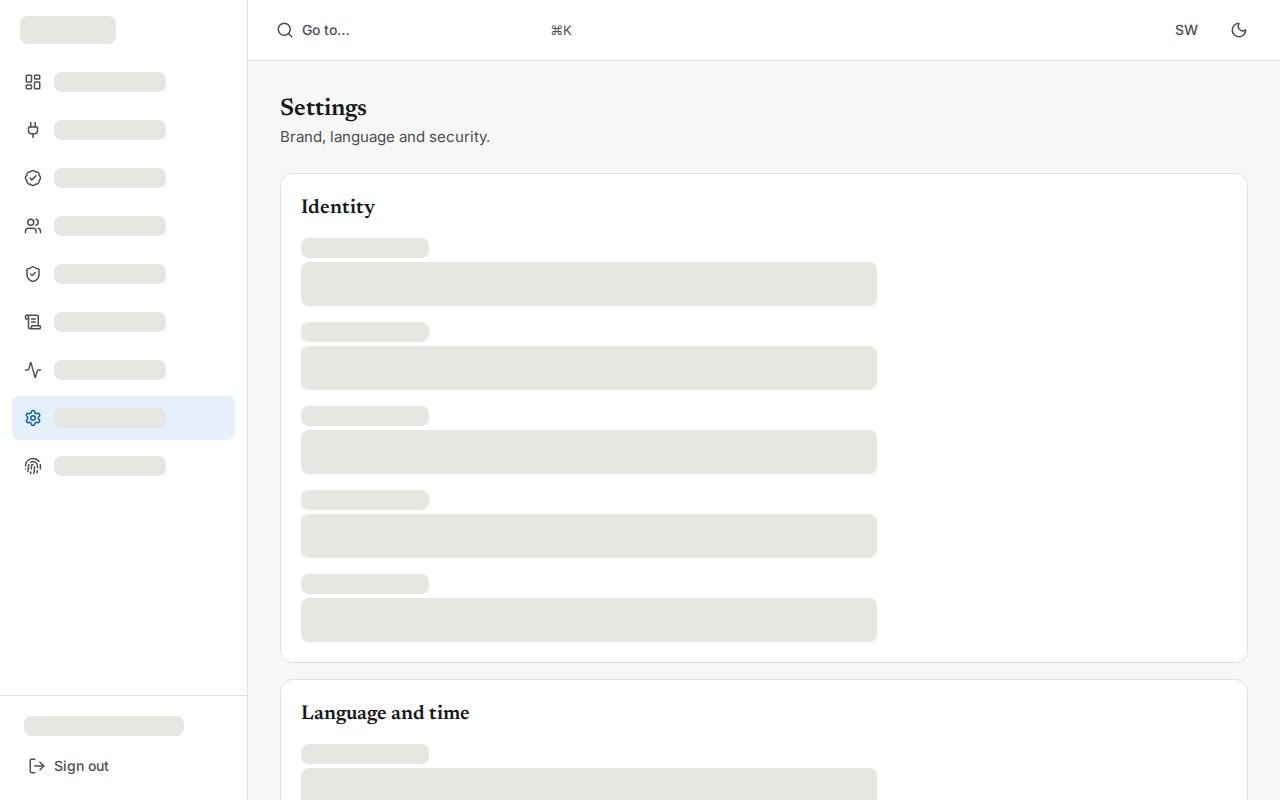 Go to...
⌘K
SW
Settings
Brand, language and security.
Identity
Language and time
Sign out